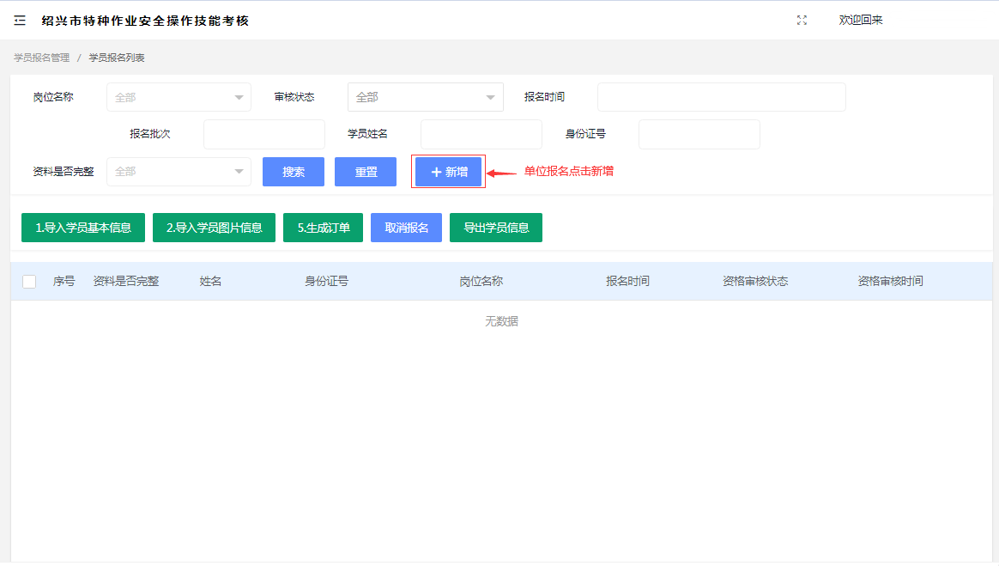 绍兴市特种作业安全操作技能考核
欢迎回来
学员报名管理 / 学员报名列表
岗位名称 全部 审核状态 全部 报名时间
报名批次 学员姓名 身份证号
资料是否完整 全部 搜索 重置 + 新增 单位报名点击新增
1.导入学员基本信息 2.导入学员图片信息 5.生成订单 取消报名 导出学员信息
序号 资料是否完整 姓名 身份证号 岗位名称 报名时间 资格审核状态 资格审核时间
无数据